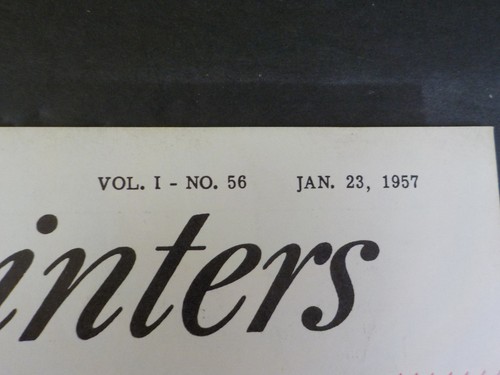 VOL. I - NO. 56 JAN. 23, 1957
inters